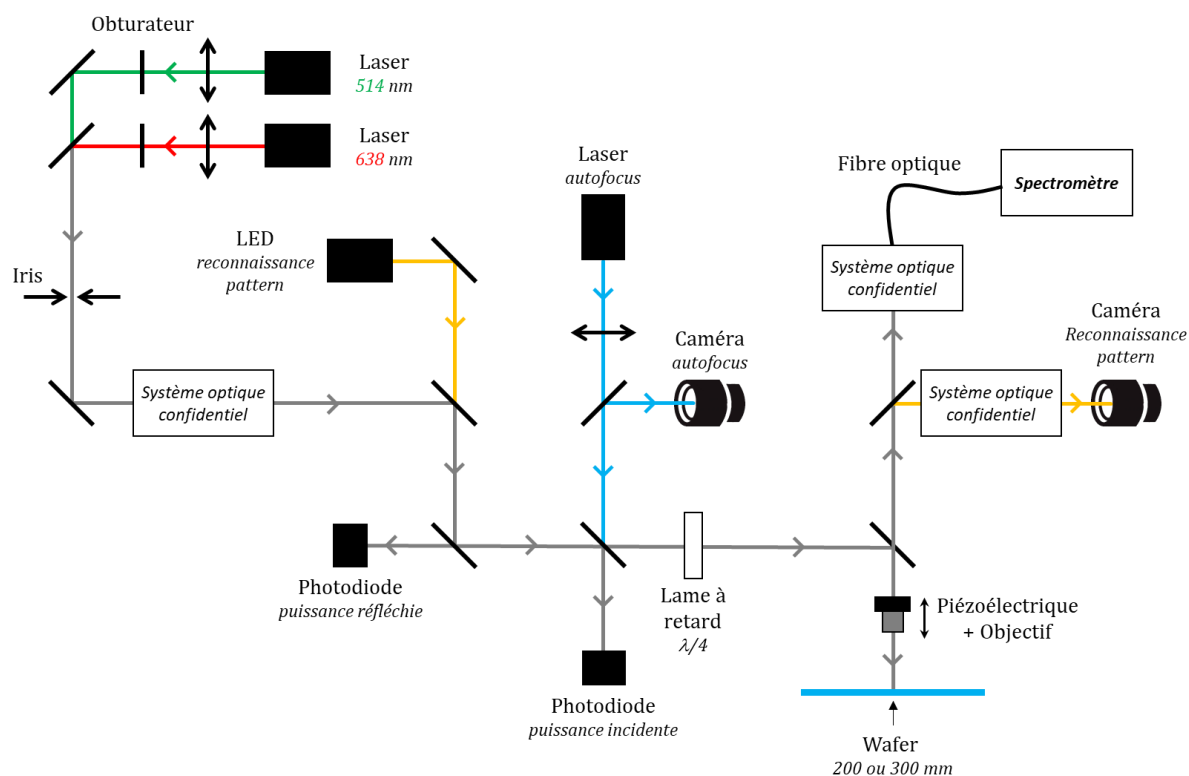 Obturateur
Laser
514 nm
Laser
638 nm
Iris
LED
reconnaissance
pattern
Laser
autofocus
Caméra
autofocus
Fibre optique
Spectromètre
Système optique
confidentiel
Caméra
Reconnaissance
pattern
Système optique
confidentiel
Système optique
confidentiel
Photodiode
puissance réfléchie
Photodiode
puissance incidente
Lame à
retard
λ/4
Piézoélectrique
+ Objectif
Wafer
200 ou 300 mm